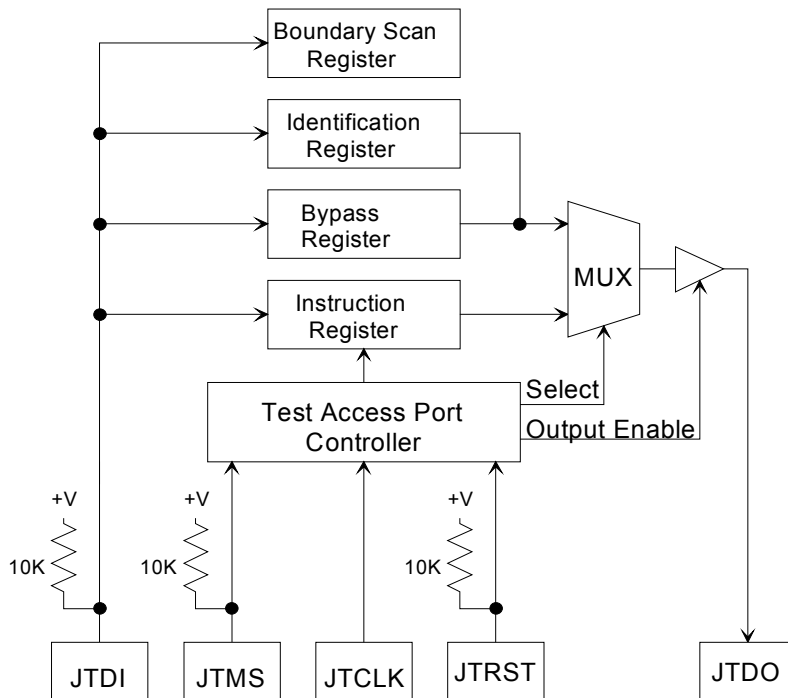 Boundary Scan
Register
Identification
Register
Bypass
Register
MUX
Instruction
Register
Select
Test Access Port
Controller
Output Enable
+V
+V
+V
10K
10K
10K
JTDI
JTMS
JTCLK
JTRST
JTDO